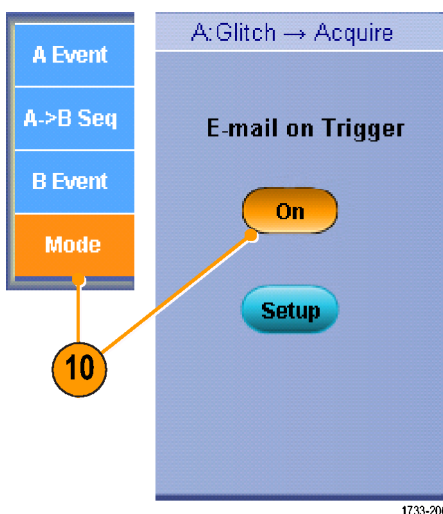 A Event
A->B Seq
B Event
Mode
10
A:Glitch → Acquire
E-mail on Trigger
On
Setup